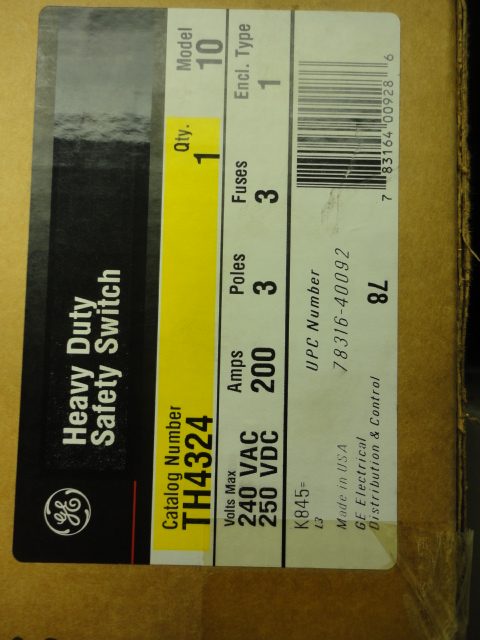 Heavy Duty
Safety Switch
GE
Catalog Number
TH4324
Qty.
1
Model
10
Volts Max
240 VAC
250 VDC
Amps
200
Poles
3
Fuses
3
Encl. Type
1
K845=
L3
Made in USA
GE Electrical
Distribution & Control
UPC Number
78316-40092
78
7 83164 00928 6